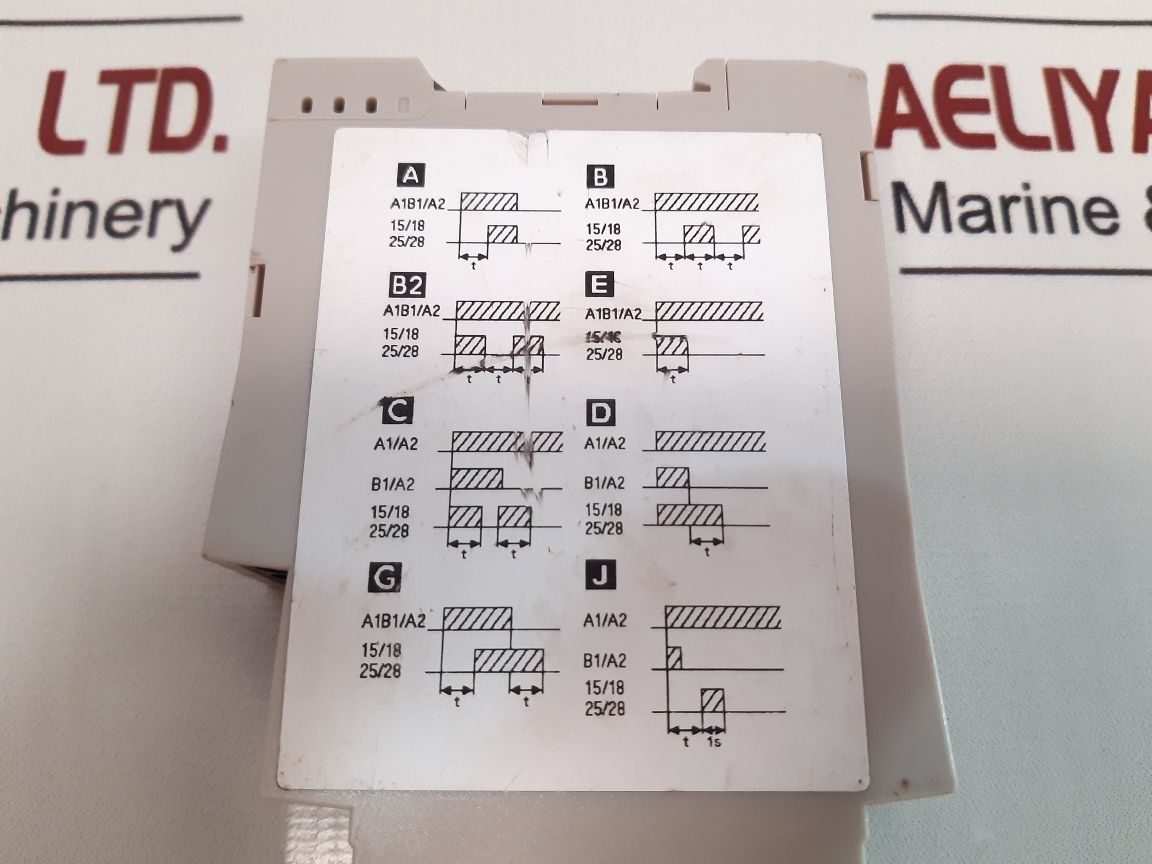 LTD.
chinery
AELIYA
Marine &
A
A1B1/A2
15/18
25/28
t
B
A1B1/A2
15/18
25/28
t t t
B2
A1B1/A2
15/18
25/28
t t t
E
A1B1/A2
25/28
t
C
A1/A2
B1/A2
15/18
25/28
t t
D
A1/A2
B1/A2
15/18
25/28
t
G
A1B1/A2
15/18
25/28
t t
J
A1/A2
B1/A2
15/18
25/28
t 1s